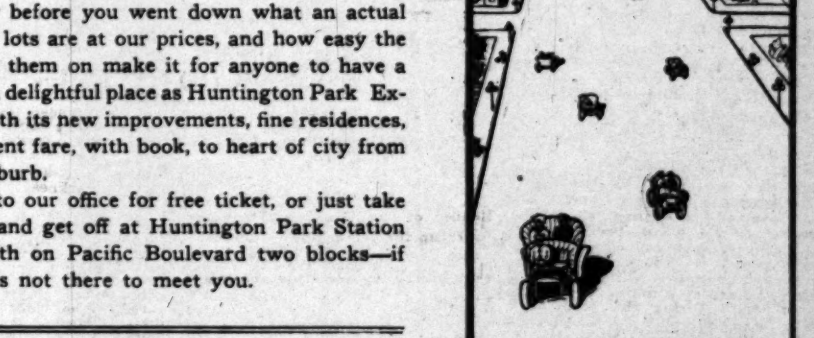 before you went down what an actual
lots are at our prices, and how easy the
them on make it for anyone to have a
delightful place as Huntington Park Ex-
th its new improvements, fine residences,
ent fare, with book, to heart of city from
burb.
to our office for free ticket, or just take
and get off at Huntington Park Station
th on Pacific Boulevard two blocks—if
s not there to meet you.